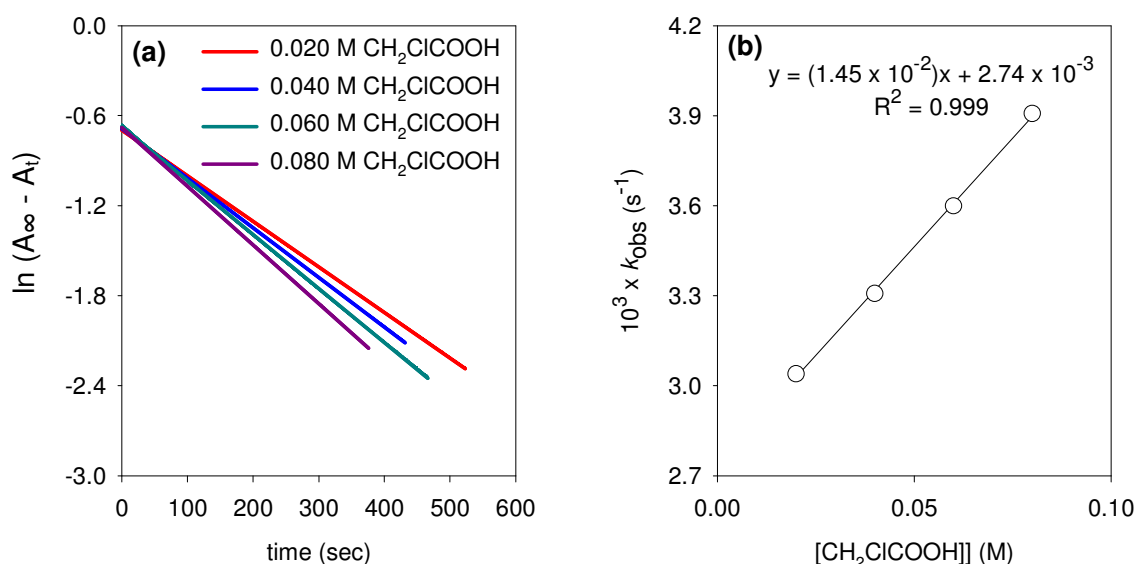 (a)
0.020 M CH₂ClCOOH
0.040 M CH₂ClCOOH
0.060 M CH₂ClCOOH
0.080 M CH₂ClCOOH
0.0
-0.6
-1.2
-1.8
-2.4
-3.0
ln (A∞ - Aₜ)
0 100 200 300 400 500 600
time (sec)
(b)
y = (1.45 x 10⁻²)x + 2.74 x 10⁻³
R² = 0.999
4.2
3.9
3.6
3.3
3.0
2.7
10³ x kobs (s⁻¹)
0.00 0.05 0.10
[CH₂ClCOOH]] (M)